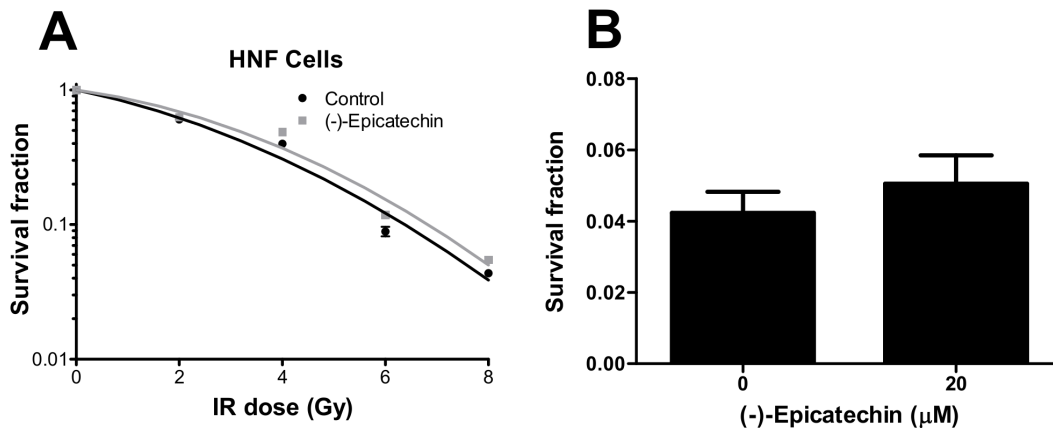 A
HNF Cells
Control
(-)-Epicatechin
Survival fraction
1
0.1
0.01
0 2 4 6 8
IR dose (Gy)
B
Survival fraction
0.08
0.06
0.04
0.02
0.00
0 20
(-)-Epicatechin (μM)